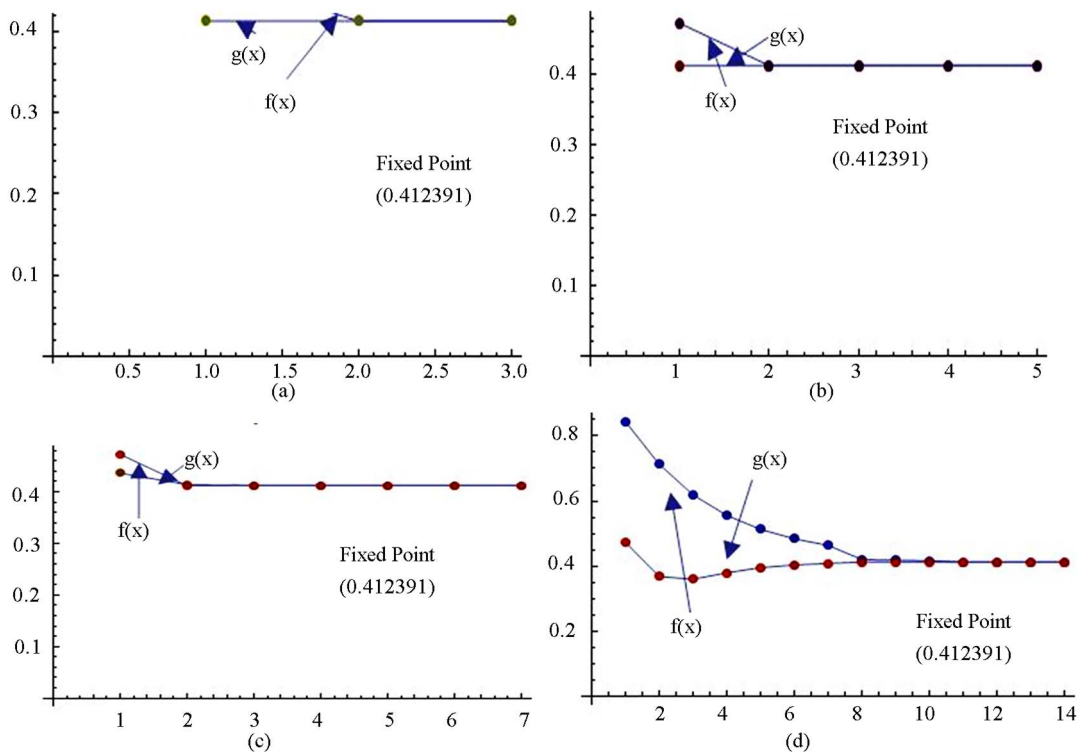 0.4
g(x)
f(x)
0.3
Fixed Point
(0.412391)
0.2
0.1
0.5 1.0 1.5 2.0 2.5 3.0
(a)
0.4
g(x)
f(x)
Fixed Point
(0.412391)
0.3
0.2
0.1
1 2 3 4 5
(b)
0.4
g(x)
f(x)
0.3
Fixed Point
(0.412391)
0.2
0.1
1 2 3 4 5 6 7
(c)
0.8
g(x)
0.6
0.4
f(x)
Fixed Point
(0.412391)
0.2
2 4 6 8 10 12 14
(d)